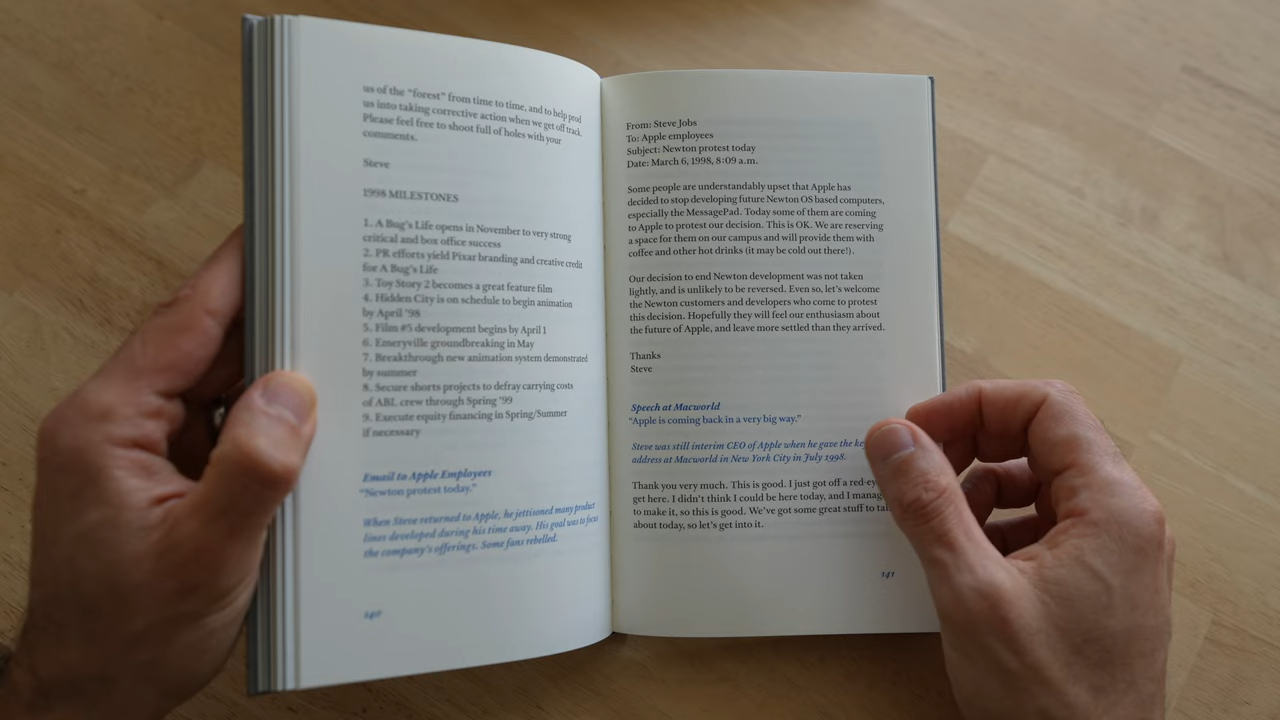 us of the “forest” from time to time, and to help prod
us into taking corrective action when we get off track.
Please feel free to shoot full of holes with your
comments.
Steve
1998 MILESTONES
1. A Bug’s Life opens in November to very strong
critical and box office success
2. PR efforts yield Pixar branding and creative credit
for A Bug’s Life
3. Toy Story 2 becomes a great feature film
4. Hidden City is on schedule to begin animation
by April ’98
5. Film #5 development begins by April 1
6. Emeryville groundbreaking in May
7. Breakthrough new animation system demonstrated
by summer
8. Secure shorts projects to defray carrying costs
of ABL crew through Spring ’99
9. Execute equity financing in Spring/Summer
if necessary
Email to Apple Employees
“Newton protest today.”
When Steve returned to Apple, he jettisoned many product
lines developed during his time away. His goal was to focus
the company’s offerings. Some fans rebelled.
140
From: Steve Jobs
To: Apple employees
Subject: Newton protest today
Date: March 6, 1998, 8:09 a.m.
Some people are understandably upset that Apple has
decided to stop developing future Newton OS based computers,
especially the MessagePad. Today some of them are coming
to Apple to protest our decision. This is OK. We are reserving
a space for them on our campus and will provide them with
coffee and other hot drinks (it may be cold out there!).
Our decision to end Newton development was not taken
lightly, and is unlikely to be reversed. Even so, let’s welcome
the Newton customers and developers who come to protest
this decision. Hopefully they will feel our enthusiasm about
the future of Apple, and leave more settled than they arrived.
Thanks
Steve
Speech at Macworld
“Apple is coming back in a very big way.”
Steve was still interim CEO of Apple when he gave the
address at Macworld in New York City in July 1998.
Thank you very much. This is good. I just got off a red-ey
get here. I didn’t think I could be here today, and I
to make it, so this is good. We’ve got some great stuff to
about today, so let’s get into it.
141